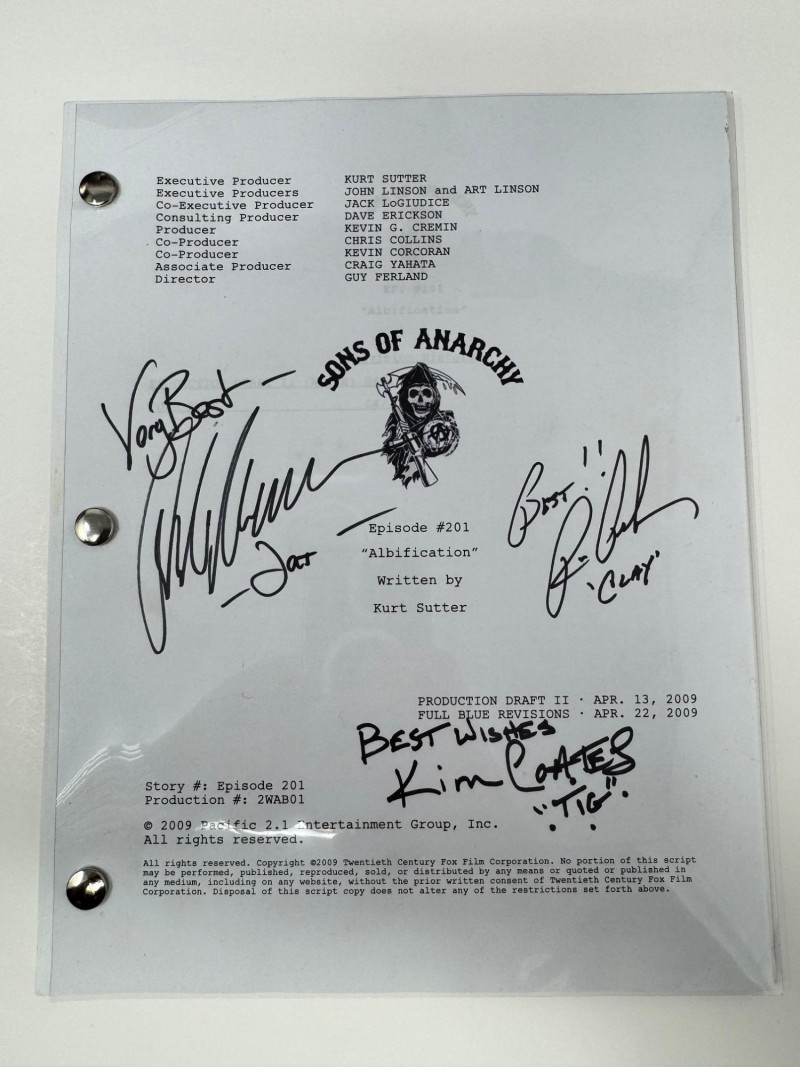 Executive Producer KURT SUTTER
Executive Producers JOHN LINSON and ART LINSON
Co-Executive Producer JACK LoGIUDICE
Consulting Producer DAVE ERICKSON
Producer KEVIN G. CREMIN
Co-Producer CHRIS COLLINS
Co-Producer KEVIN CORCORAN
Associate Producer CRAIG YAHATA
Director GUY FERLAND
SONS OF ANARCHY
Very Best
Jax
Best!!
"CLAY"
Episode #201
"Albification"
Written by
Kurt Sutter
PRODUCTION DRAFT II · APR. 13, 2009
FULL BLUE REVISIONS · APR. 22, 2009
BEST WISHES
Kim COATES
"TIG"
Story #: Episode 201
Production #: 2WAB01
© 2009 Pacific 2.1 Entertainment Group, Inc.
All rights reserved.
All rights reserved. Copyright ©2009 Twentieth Century Fox Film Corporation. No portion of this script
may be performed, published, reproduced, sold, or distributed by any means or quoted or published in
any medium, including on any website, without the prior written consent of Twentieth Century Fox Film
Corporation. Disposal of this script copy does not alter any of the restrictions set forth above.